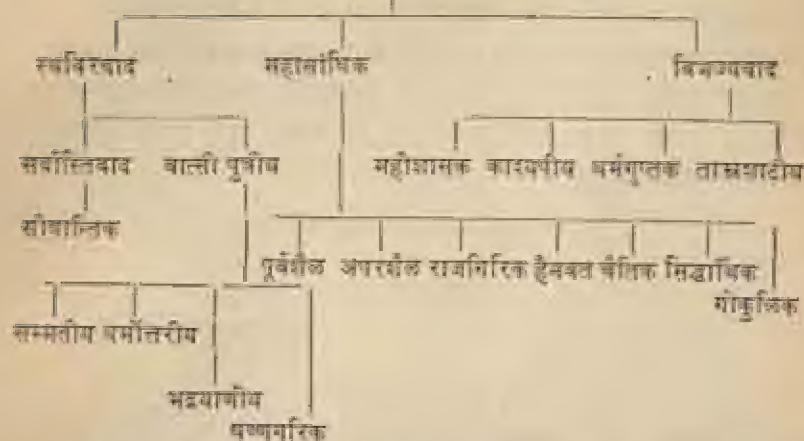 स्थविरवाद महासांघिक विभज्यवाद
सर्वास्तिवाद वात्सी पुत्रीय महीशासक काश्यपीय धर्मगुप्तक ताम्रशाटीय
सौत्रान्तिक
पूर्वशैल अपरशैल राजगिरिक हैमवत चैतिक सिद्धार्थिक
गोकुलिक
सम्मतीय धर्मोत्तरीय
भद्रयाणीय
षण्णगरिक